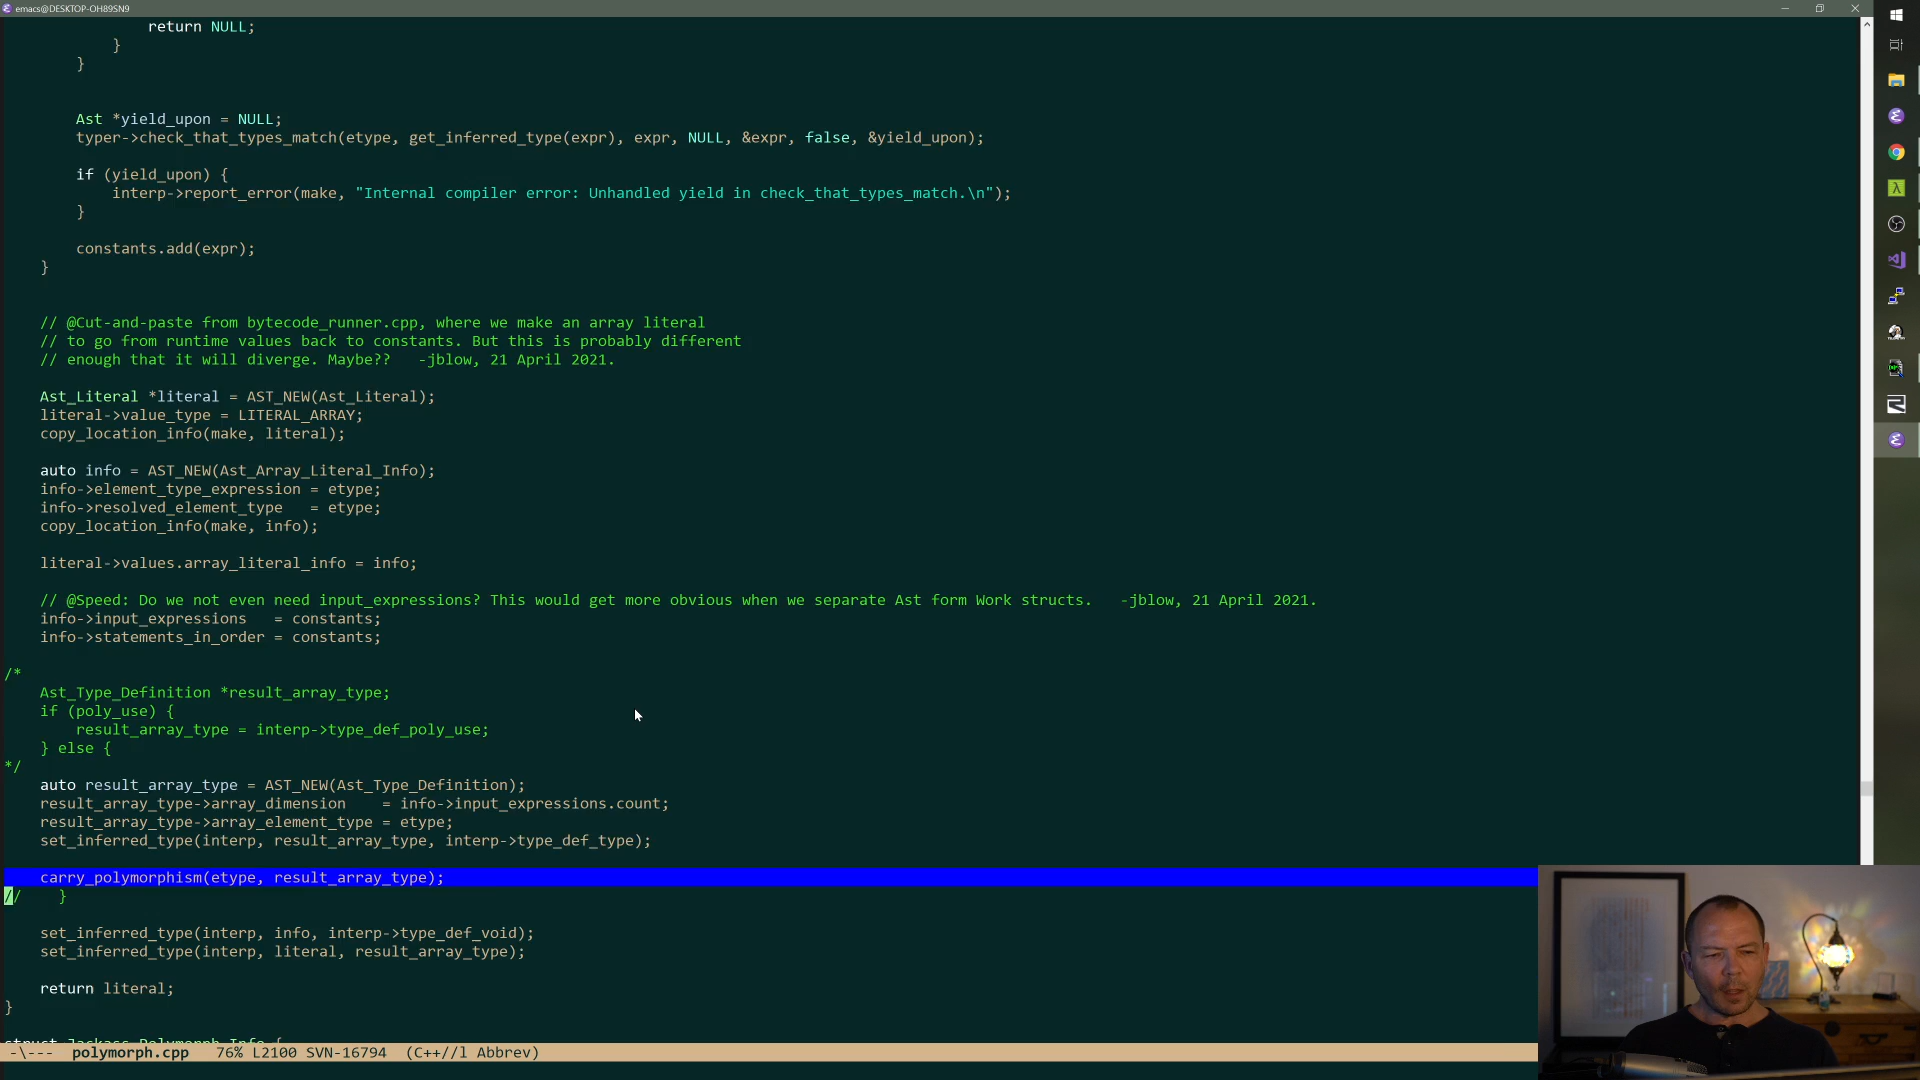 emacs@DESKTOP-OH89SN9
return NULL;
}
}
Ast *yield_upon = NULL;
typer->check_that_types_match(etype, get_inferred_type(expr), expr, NULL, &expr, false, &yield_upon);
if (yield_upon) {
interp->report_error(make, "Internal compiler error: Unhandled yield in check_that_types_match.\n");
}
constants.add(expr);
}
// @Cut-and-paste from bytecode_runner.cpp, where we make an array literal
// to go from runtime values back to constants. But this is probably different
// enough that it will diverge. Maybe??   -jblow, 21 April 2021.
Ast_Literal *literal = AST_NEW(Ast_Literal);
literal->value_type = LITERAL_ARRAY;
copy_location_info(make, literal);
auto info = AST_NEW(Ast_Array_Literal_Info);
info->element_type_expression = etype;
info->resolved_element_type   = etype;
copy_location_info(make, info);
literal->values.array_literal_info = info;
// @Speed: Do we not even need input_expressions? This would get more obvious when we separate Ast form Work structs.   -jblow, 21 April 2021.
info->input_expressions   = constants;
info->statements_in_order = constants;
/*
Ast_Type_Definition *result_array_type;
if (poly_use) {
result_array_type = interp->type_def_poly_use;
} else {
*/
auto result_array_type = AST_NEW(Ast_Type_Definition);
result_array_type->array_dimension    = info->input_expressions.count;
result_array_type->array_element_type = etype;
set_inferred_type(interp, result_array_type, interp->type_def_type);
carry_polymorphism(etype, result_array_type);
//    }
set_inferred_type(interp, info, interp->type_def_void);
set_inferred_type(interp, literal, result_array_type);
return literal;
}
struct Jackass_Polymorph_Info {
-\---  polymorph.cpp   76% L2100 SVN-16794  (C++//l Abbrev)